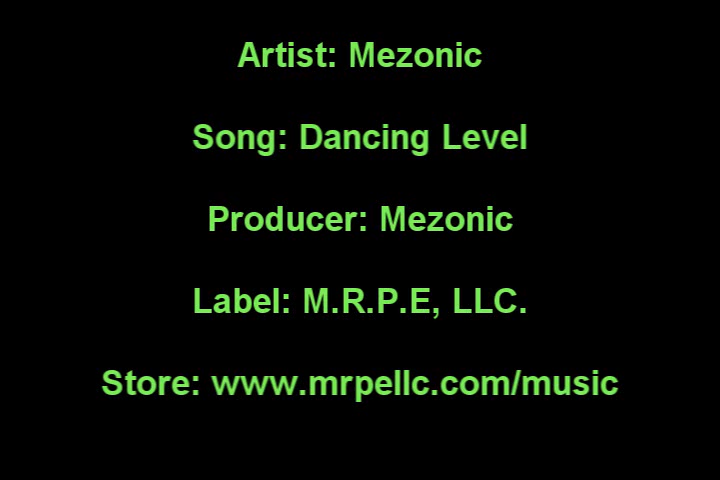 Artist: Mezonic
Song: Dancing Level
Producer: Mezonic
Label: M.R.P.E, LLC.
Store: www.mrpellc.com/music